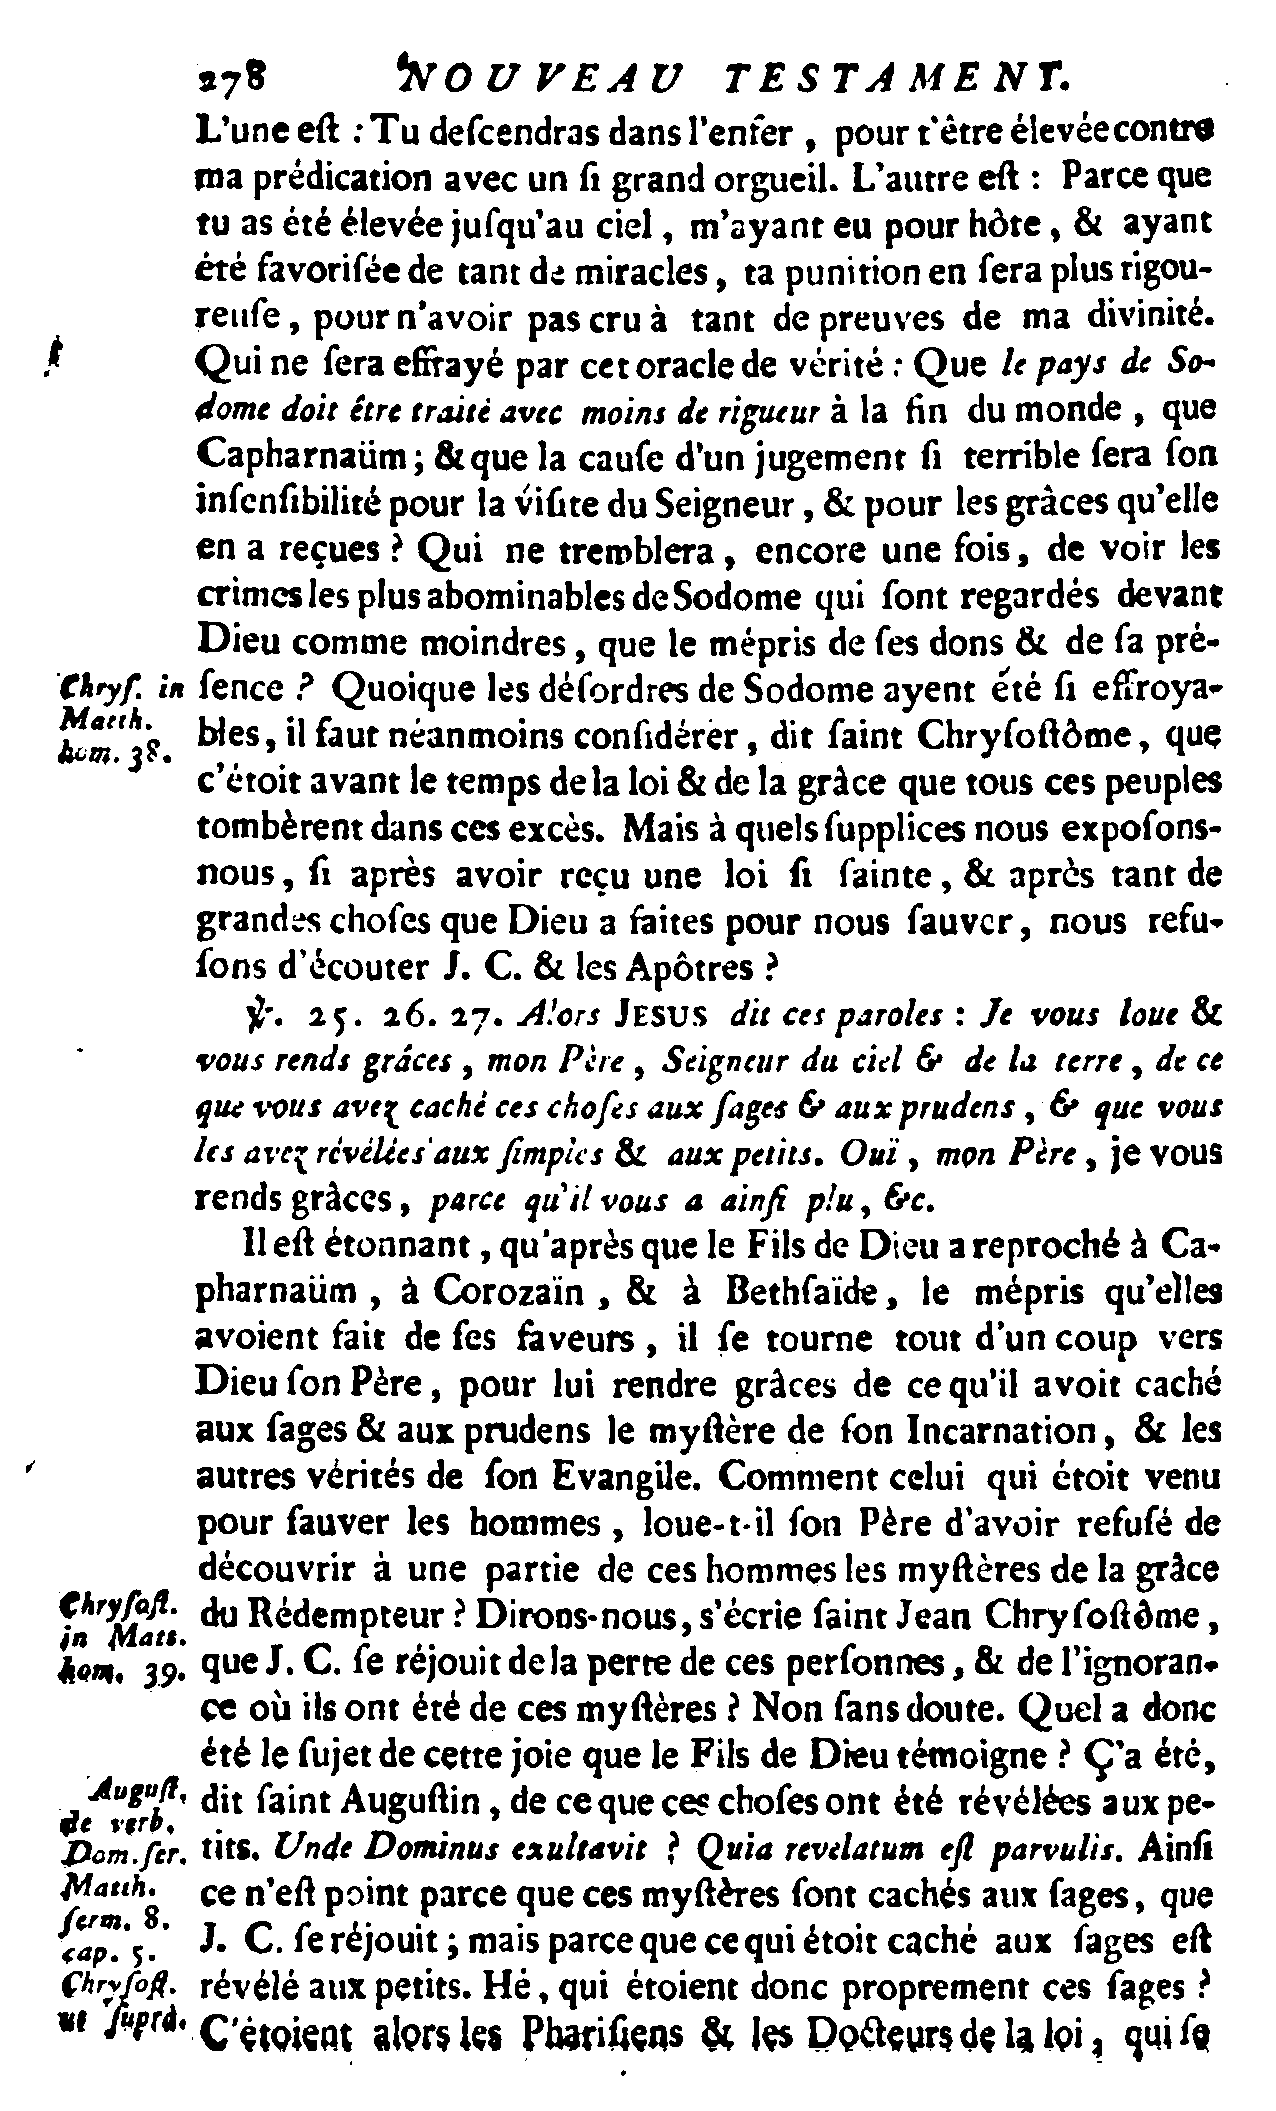 278 NOUVEAU TESTAMENT.
L'une eſt : Tu deſcendras dans l'enfer , pour t'être élevée contre
ma prédication avec un ſi grand orgueil. L'autre eſt : Parce que
tu as été élevée juſqu'au ciel , m'ayant eu pour hôte , & ayant
été favoriſée de tant de miracles , ta punition en ſera plus rigou-
reuſe , pour n'avoir pas cru à tant de preuves de ma divinité.
Qui ne ſera effrayé par cet oracle de vérité : Que le pays de So-
dome doit être traité avec moins de rigueur à la fin du monde , que
Capharnaüm ; & que la cauſe d'un jugement ſi terrible ſera ſon
inſenſibilité pour la viſite du Seigneur , & pour les grâces qu'elle
en a reçues ? Qui ne tremblera , encore une fois , de voir les
crimes les plus abominables de Sodome qui ſont regardés devant
Dieu comme moindres , que le mépris de ſes dons & de ſa pré-
ſence ? Quoique les déſordres de Sodome ayent été ſi effroya-
bles , il faut néanmoins conſidérer , dit ſaint Chryſoſtôme , que
c'étoit avant le temps de la loi & de la grâce que tous ces peuples
tombèrent dans ces excès. Mais à quels ſupplices nous expoſons-
nous , ſi après avoir reçu une loi ſi ſainte , & après tant de
grandes choſes que Dieu a faites pour nous ſauver , nous refu-
ſons d'écouter J. C. & les Apôtres ?
Chryſ. in
Matth.
hom. 38.
℣. 25. 26. 27. Alors JESUS dit ces paroles : Je vous loue &
vous rends grâces , mon Père , Seigneur du ciel & de la terre , de ce
que vous avez caché ces choſes aux ſages & aux prudens , & que vous
les avez révélées aux ſimples & aux petits. Ouï , mon Père , je vous
rends grâces , parce qu'il vous a ainſi plu , &c.
Il eſt étonnant , qu'après que le Fils de Dieu a reproché à Ca-
pharnaüm , à Corozaïn , & à Bethſaïde , le mépris qu'elles
avoient fait de ſes faveurs , il ſe tourne tout d'un coup vers
Dieu ſon Père , pour lui rendre grâces de ce qu'il avoit caché
aux ſages & aux prudens le myſtère de ſon Incarnation , & les
autres vérités de ſon Evangile. Comment celui qui étoit venu
pour ſauver les hommes , loue-t-il ſon Père d'avoir refuſé de
découvrir à une partie de ces hommes les myſtères de la grâce
du Rédempteur ? Dirons-nous , s'écrie ſaint Jean Chryſoſtôme ,
que J. C. ſe réjouit de la perte de ces perſonnes , & de l'ignoran-
ce où ils ont été de ces myſtères ? Non ſans doute. Quel a donc
été le ſujet de cette joie que le Fils de Dieu témoigne ? Ç'a été,
dit ſaint Auguſtin , de ce que ces choſes ont été révélées aux pe-
tits. Unde Dominus exultavit ? Quia revelatum eſt parvulis. Ainſi
ce n'eſt point parce que ces myſtères ſont cachés aux ſages , que
J. C. ſe réjouit ; mais parce que ce qui étoit caché aux ſages eſt
révélé aux petits. Hé , qui étoient donc proprement ces ſages ?
C'étoient alors les Phariſiens & les Docteurs de la loi , qui ſe
Chryſoſt.
in Matt.
hom. 39.
Auguſt.
de verb.
Dom. ſer.
Matth.
ſerm. 8.
cap. 5.
Chryſoſt.
ut ſuprà.